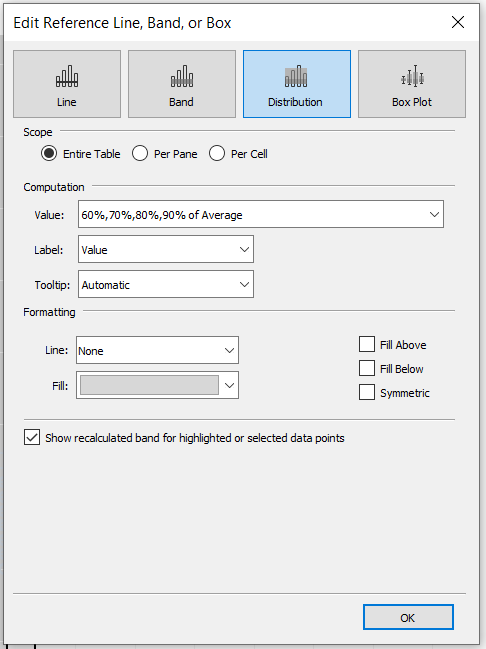 Edit Reference Line, Band, or Box
Line Band Distribution Box Plot
Scope
Entire Table Per Pane Per Cell
Computation
Value: 60%,70%,80%,90% of Average
Label: Value
Tooltip: Automatic
Formatting
Line: None
Fill:
Fill Above
Fill Below
Symmetric
Show recalculated band for highlighted or selected data points
OK